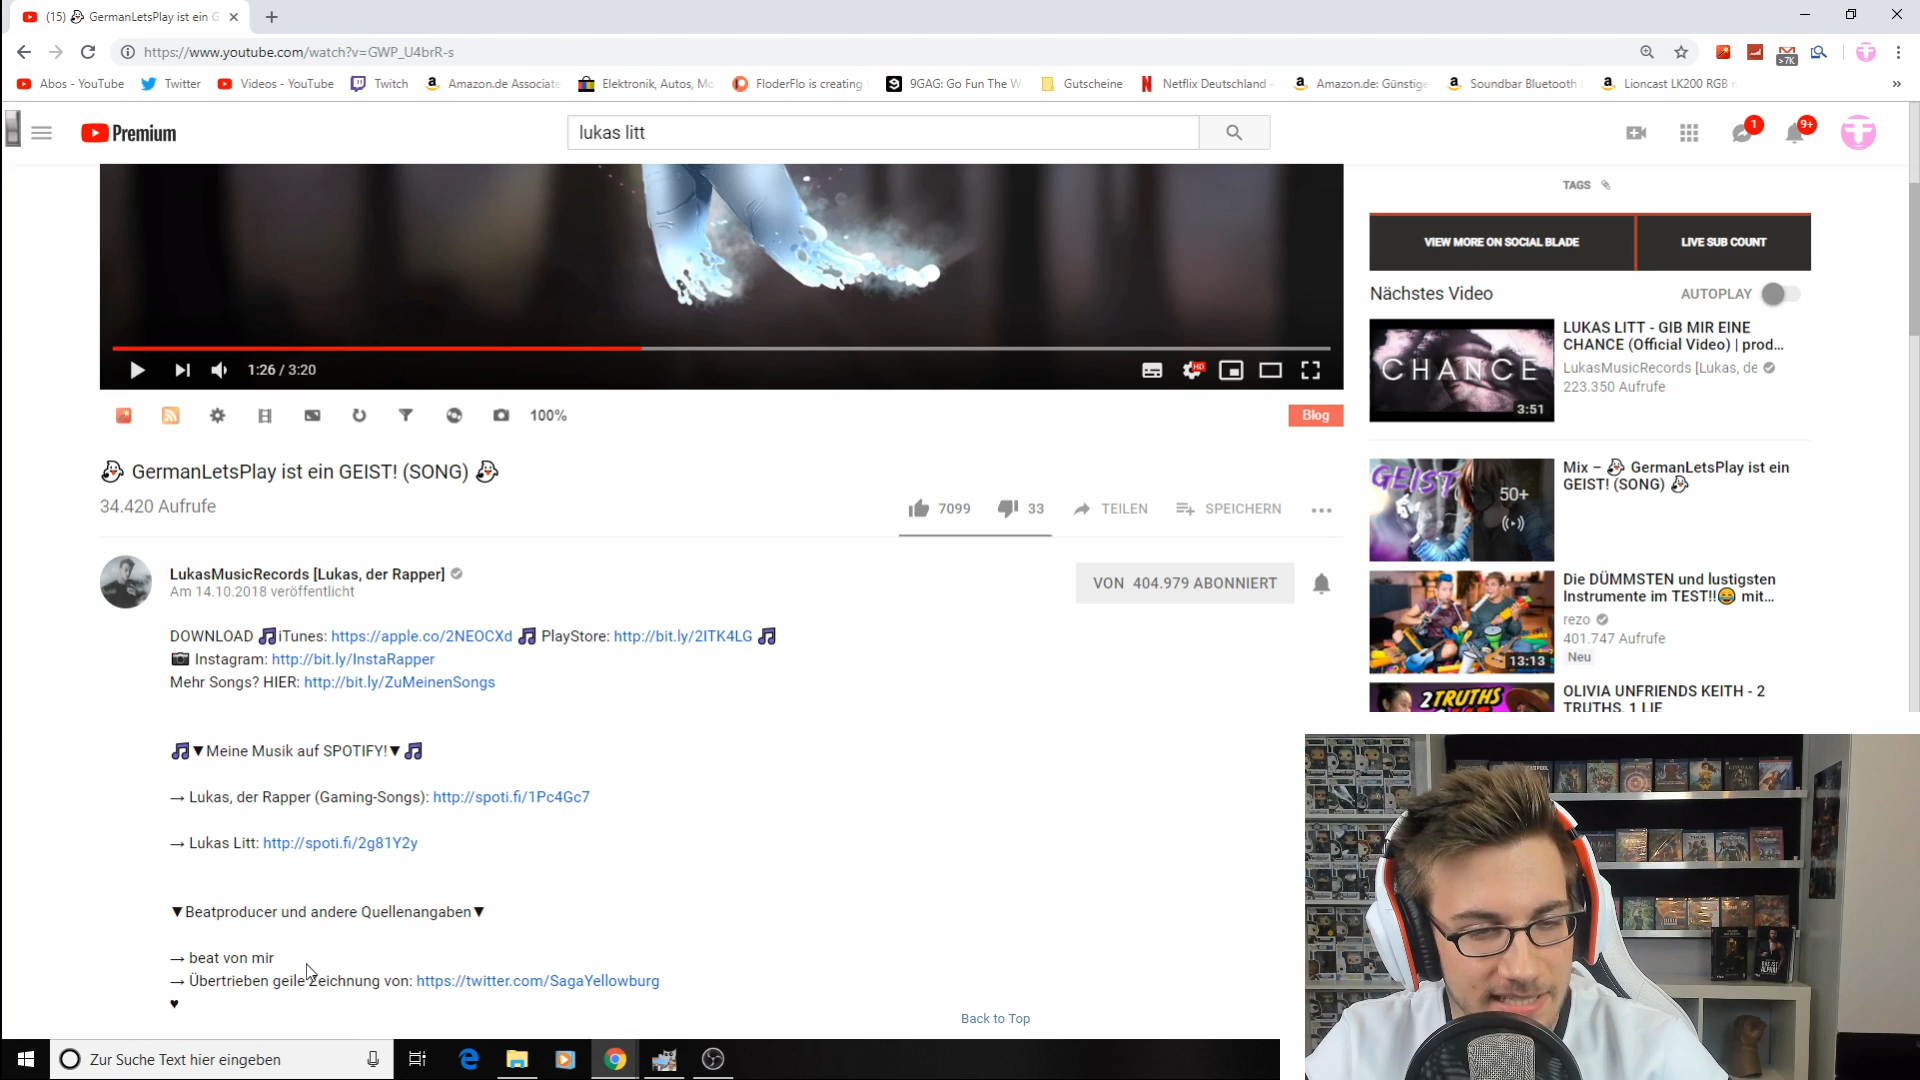 (15) GermanLetsPlay ist ein G
https://www.youtube.com/watch?v=GWP_U4brR-s
>7K
Abos - YouTube
Twitter
Videos - YouTube
Twitch
Amazon.de Associate
Elektronik, Autos, Mo
FloderFlo is creating
9GAG: Go Fun The W
Gutscheine
Netflix Deutschland -
Amazon.de: Günstige
Soundbar Bluetooth
Lioncast LK200 RGB
Premium
lukas litt
1
9+
TAGS
VIEW MORE ON SOCIAL BLADE
LIVE SUB COUNT
Nächstes Video
AUTOPLAY
1:26 / 3:20
HD
100%
Blog
GermanLetsPlay ist ein GEIST! (SONG)
34.420 Aufrufe
7099
33
TEILEN
SPEICHERN
LukasMusicRecords [Lukas, der Rapper]
Am 14.10.2018 veröffentlicht
VON 404.979 ABONNIERT
DOWNLOAD 🎵iTunes: https://apple.co/2NEOCXd 🎵 PlayStore: http://bit.ly/2ITK4LG 🎵
📷 Instagram: http://bit.ly/InstaRapper
Mehr Songs? HIER: http://bit.ly/ZuMeinenSongs
🎵▼Meine Musik auf SPOTIFY!▼🎵
→ Lukas, der Rapper (Gaming-Songs): http://spoti.fi/1Pc4Gc7
→ Lukas Litt: http://spoti.fi/2g81Y2y
▼Beatproducer und andere Quellenangaben▼
→ beat von mir
→ Übertrieben geile Zeichnung von: https://twitter.com/SagaYellowburg
♥
Back to Top
CHANCE
3:51
LUKAS LITT - GIB MIR EINE
CHANCE (Official Video) | prod...
LukasMusicRecords [Lukas, de
223.350 Aufrufe
GEIST
50+
Mix – GermanLetsPlay ist ein
GEIST! (SONG)
13:13
Die DÜMMSTEN und lustigsten
Instrumente im TEST!!😂 mit...
rezo
401.747 Aufrufe
Neu
2 TRUTHS
OLIVIA UNFRIENDS KEITH - 2
TRUTHS, 1 LIE
Zur Suche Text hier eingeben